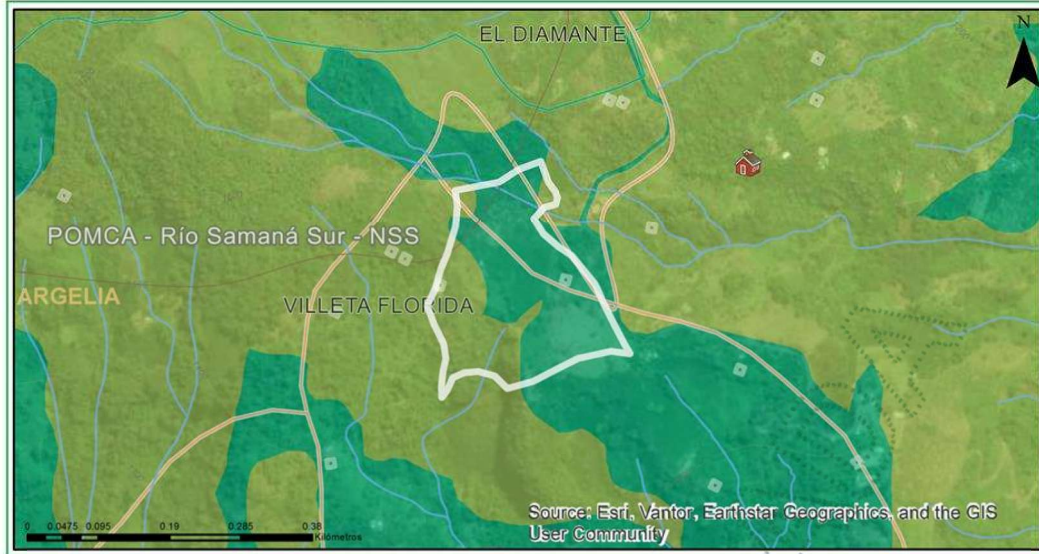 EL DIAMANTE
N
POMCA - Río Samaná Sur - NSS
ARGELIA
VILLETA FLORIDA
Source: Esri, Vantor, Earthstar Geographics, and the GIS
User Community
0 0.0475 0.095 0.19 0.285 0.38
Kilómetros